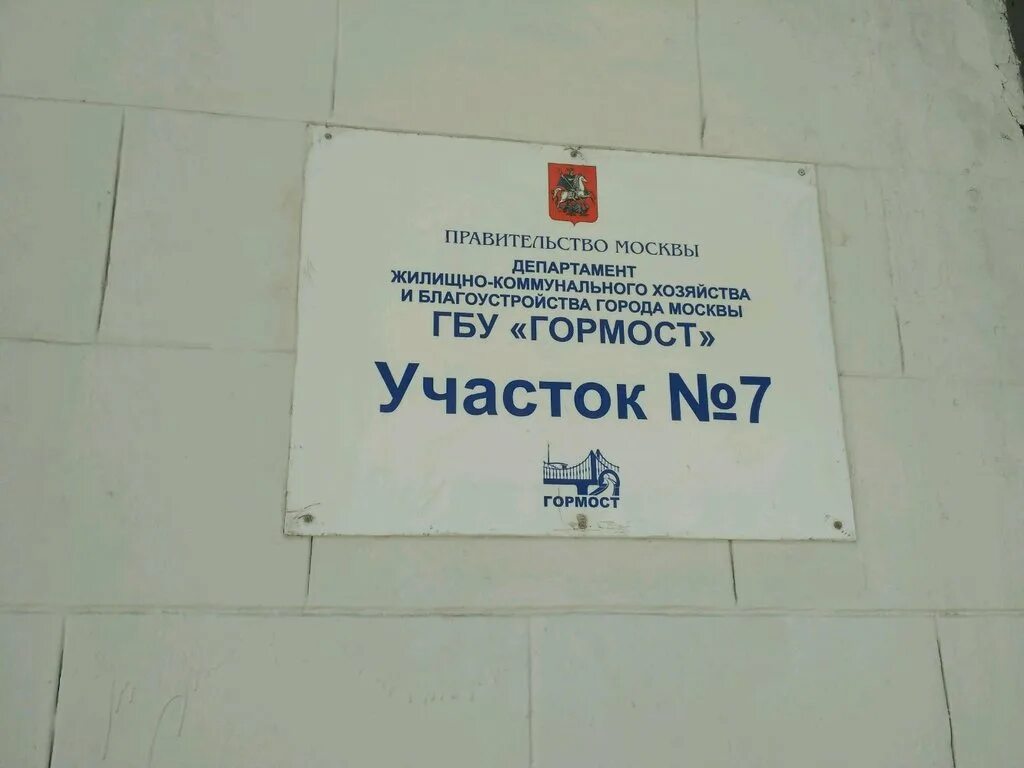 ПРАВИТЕЛЬСТВО МОСКВЫ
ДЕПАРТАМЕНТ
ЖИЛИЩНО-КОММУНАЛЬНОГО ХОЗЯЙСТВА
И БЛАГОУСТРОЙСТВА ГОРОДА МОСКВЫ
ГБУ «ГОРМОСТ»
Участок №7
ГОРМОСТ